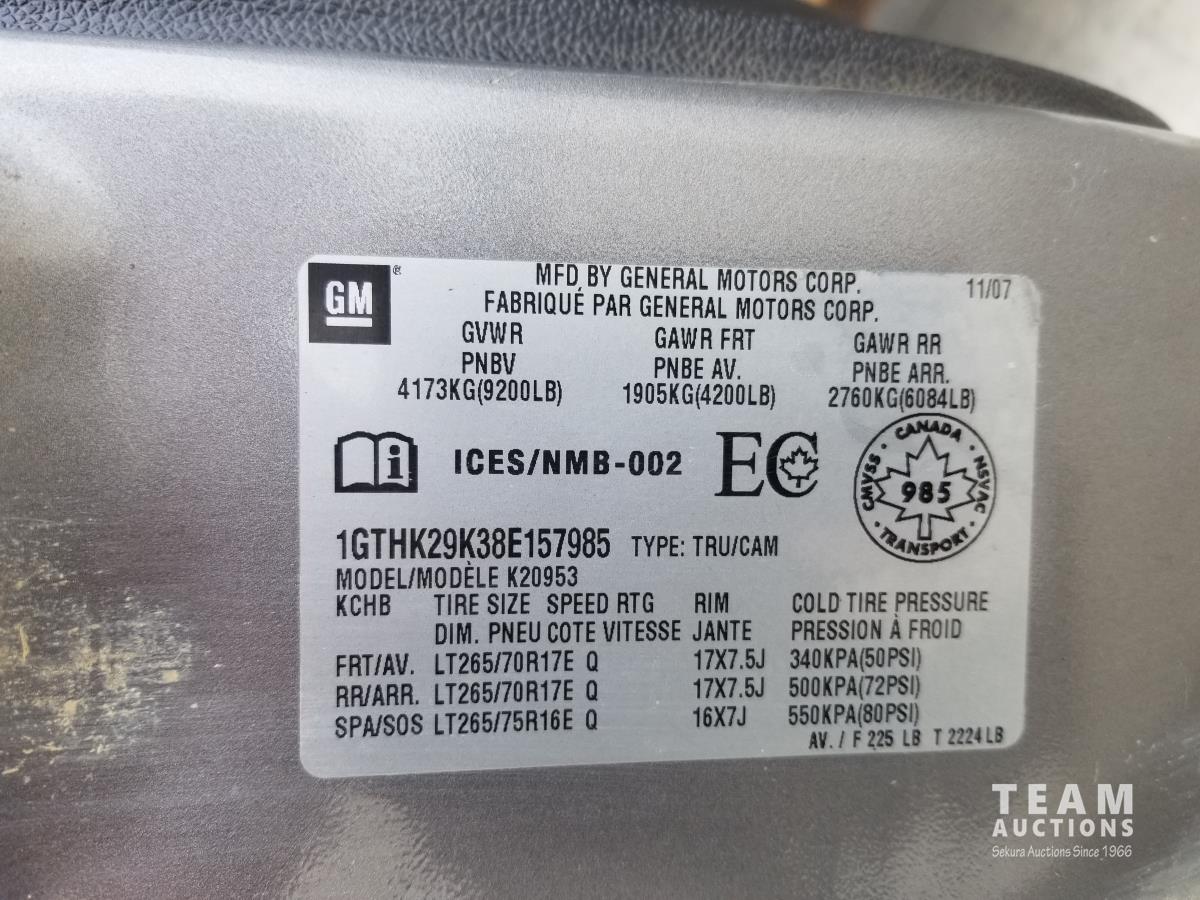 GM ®
MFD BY GENERAL MOTORS CORP. 11/07
FABRIQUÉ PAR GENERAL MOTORS CORP.
GVWR GAWR FRT GAWR RR
PNBV PNBE AV. PNBE ARR.
4173KG(9200LB) 1905KG(4200LB) 2760KG(6084LB)
i ICES/NMB-002 EC
CANADA
CMVSS • 985 • NSVAC
• TRANSPORT •
1GTHK29K38E157985 TYPE: TRU/CAM
MODEL/MODÈLE K20953
KCHB TIRE SIZE SPEED RTG RIM COLD TIRE PRESSURE
DIM. PNEU COTE VITESSE JANTE PRESSION À FROID
FRT/AV. LT265/70R17E Q 17X7.5J 340KPA(50PSI)
RR/ARR. LT265/70R17E Q 17X7.5J 500KPA(72PSI)
SPA/SOS LT265/75R16E Q 16X7J 550KPA(80PSI)
AV. / F 225 LB T 2224LB
TEAM
AUCTIONS
Sekura Auctions Since 1966